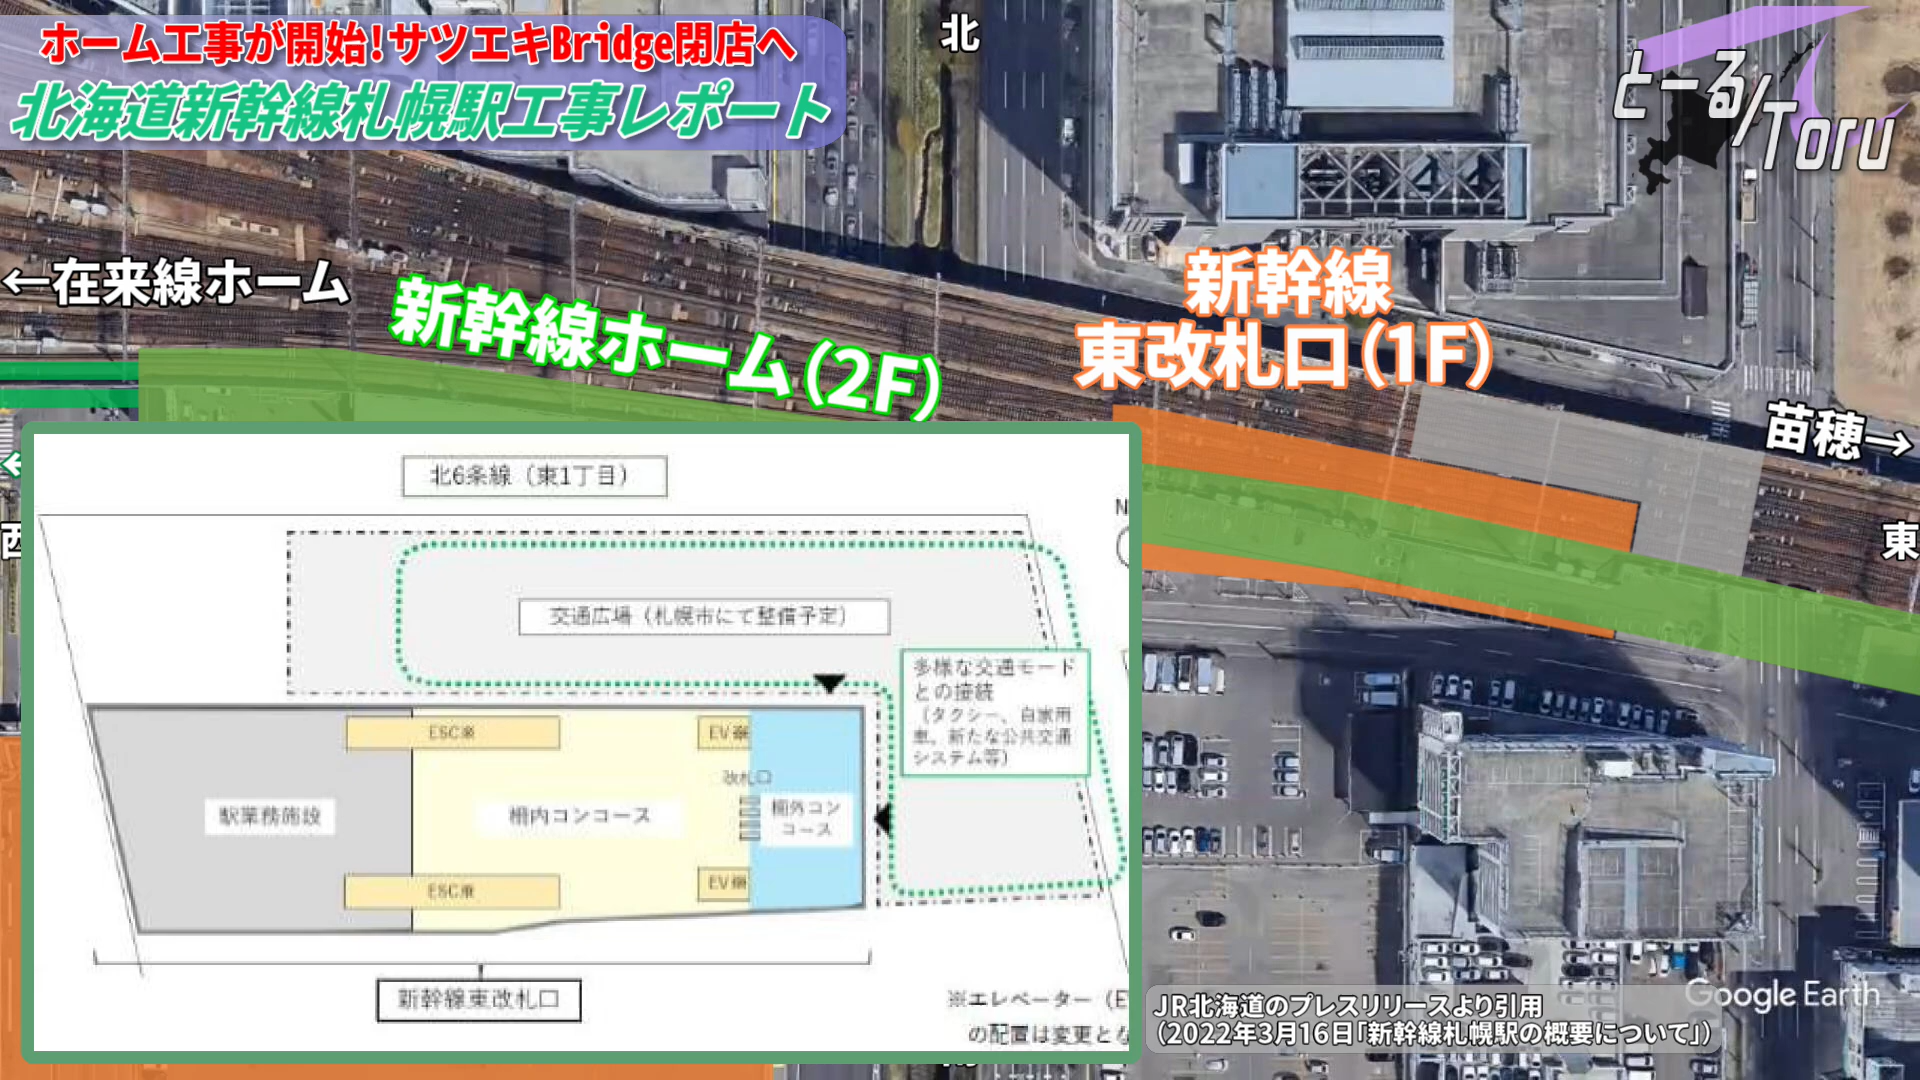 ホーム工事が開始!サツエキBridge閉店へ
北海道新幹線札幌駅工事レポート
北
とーる/Toru
←在来線ホーム
新幹線ホーム(2F)
新幹線
東改札口(1F)
苗穂→
西
東
北6条線(東1丁目)
N
交通広場(札幌市にて整備予定)
多様な交通モード
との接続
(タクシー、自家用
車、新たな公共交通
システム等)
ESC※
EV※
改札口
駅業務施設
柵内コンコース
柵外コン
コース
ESC※
EV※
新幹線東改札口
※エレベーター(E
の配置は変更とな
JR北海道のプレスリリースより引用
(2022年3月16日「新幹線札幌駅の概要について」)
Google Earth